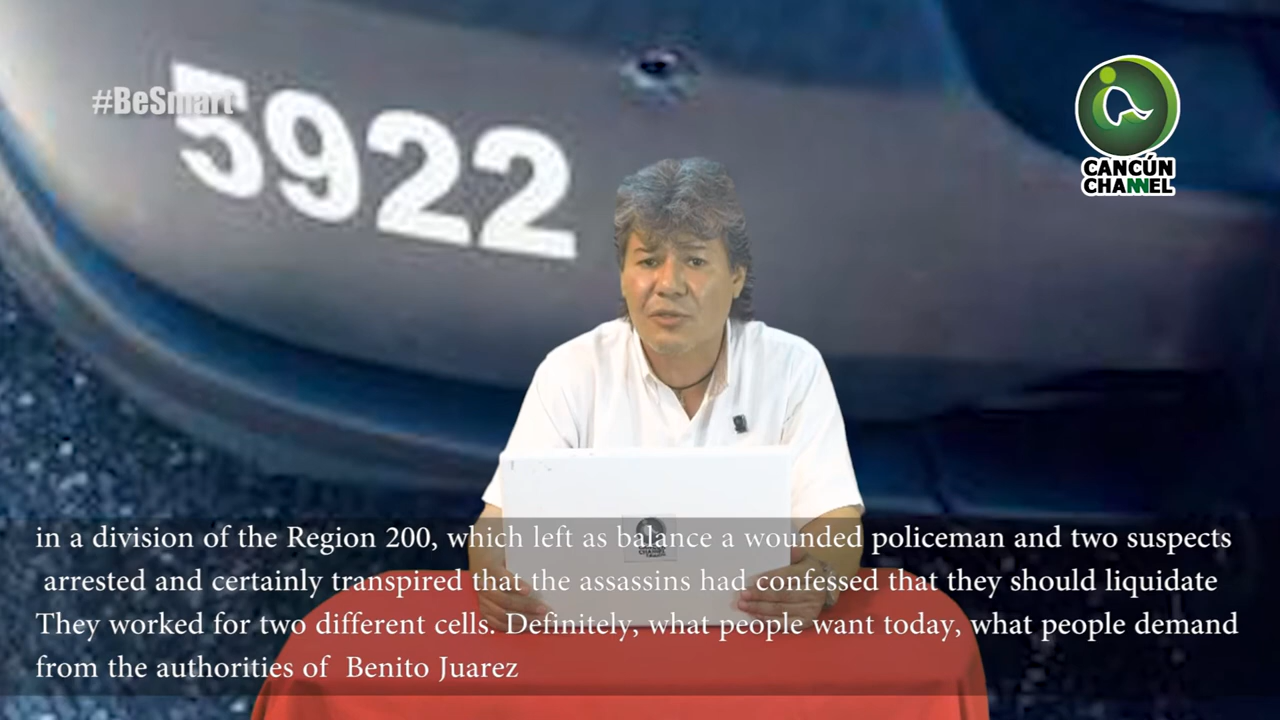 #BeSmart
5922
CANCÚN
CHANNEL
in a division of the Region 200, which left as balance a wounded policeman and two suspects
arrested and certainly transpired that the assassins had confessed that they should liquidate
They worked for two different cells. Definitely, what people want today, what people demand
from the authorities of Benito Juarez